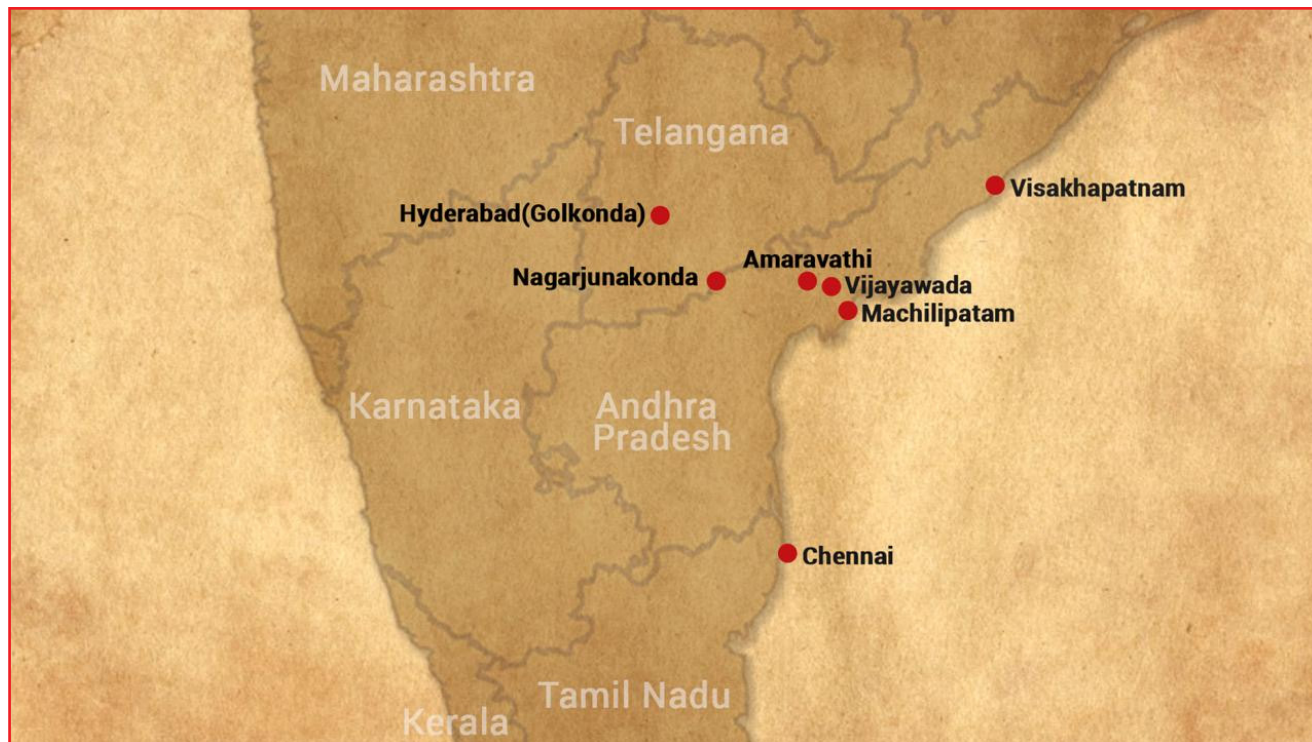 Maharashtra
Telangana
Visakhapatnam
Hyderabad(Golkonda)
Amaravathi
Nagarjunakonda
Vijayawada
Machilipatam
Karnataka
Andhra
Pradesh
Chennai
Tamil Nadu
Kerala